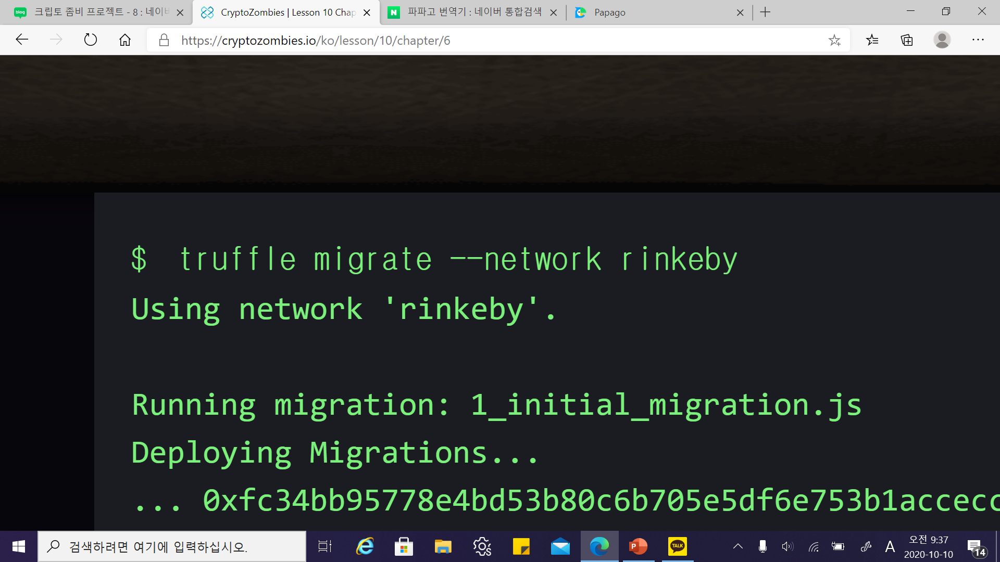 크립토 좀비 프로젝트 - 8 : 네이버
CryptoZombies | Lesson 10 Chap
파파고 번역기 : 네이버 통합검색
Papago
https://cryptozombies.io/ko/lesson/10/chapter/6
$ truffle migrate --network rinkeby
Using network 'rinkeby'.
Running migration: 1_initial_migration.js
Deploying Migrations...
... 0xfc34bb95778e4bd53b80c6b705e5df6e753b1accecc
검색하려면 여기에 입력하십시오.
P
TALK
A
오전 9:37
2020-10-10
14